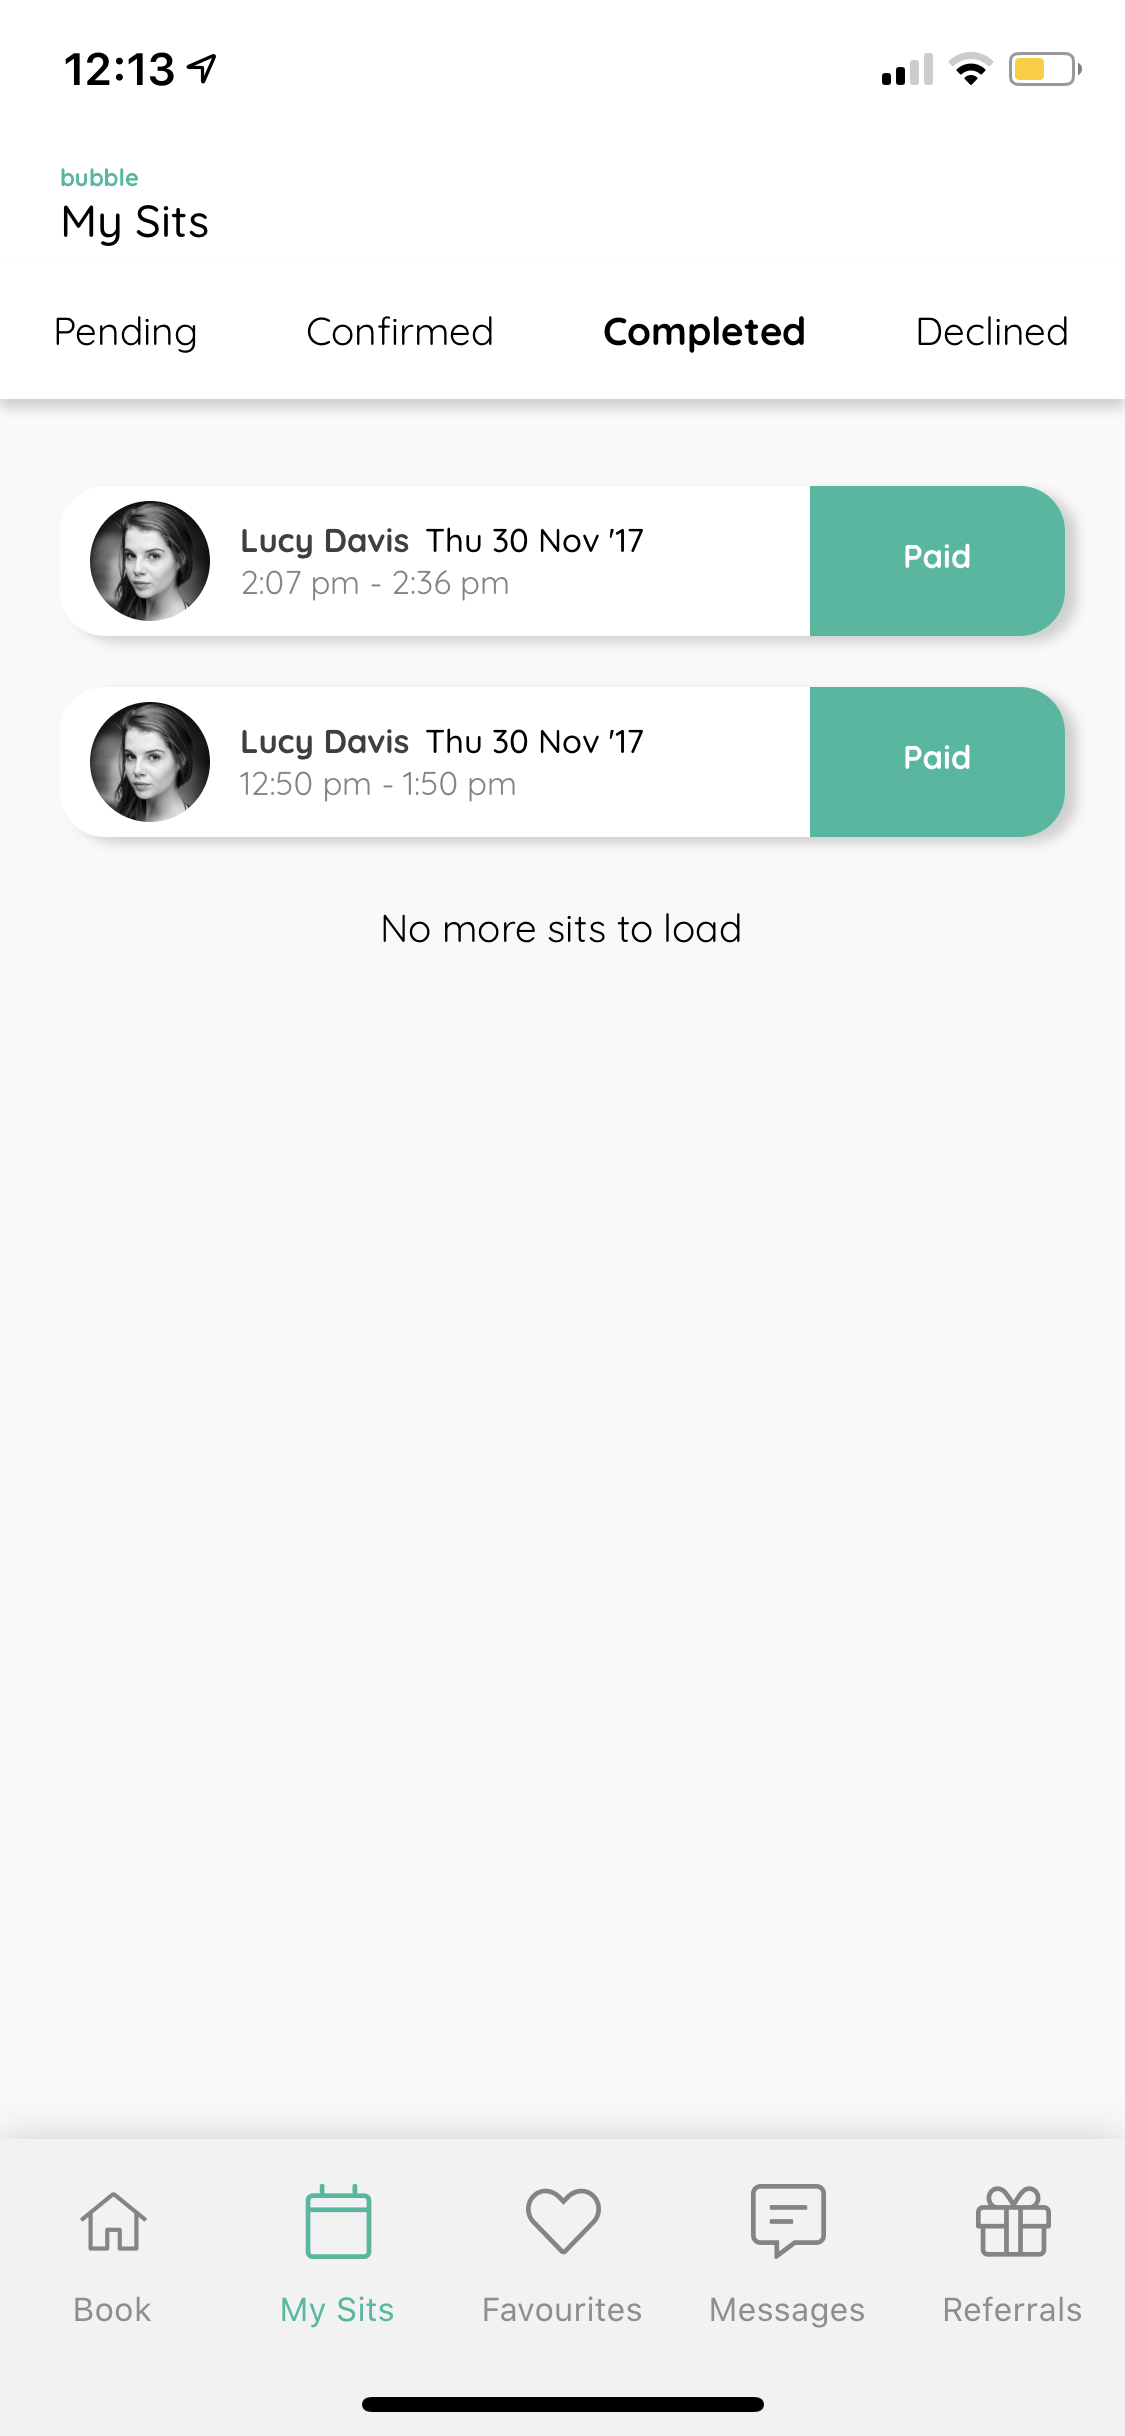 12:13
bubble
My Sits
Pending Confirmed Completed Declined
Lucy Davis Thu 30 Nov '17
2:07 pm - 2:36 pm
Paid
Lucy Davis Thu 30 Nov '17
12:50 pm - 1:50 pm
Paid
No more sits to load
Book My Sits Favourites Messages Referrals